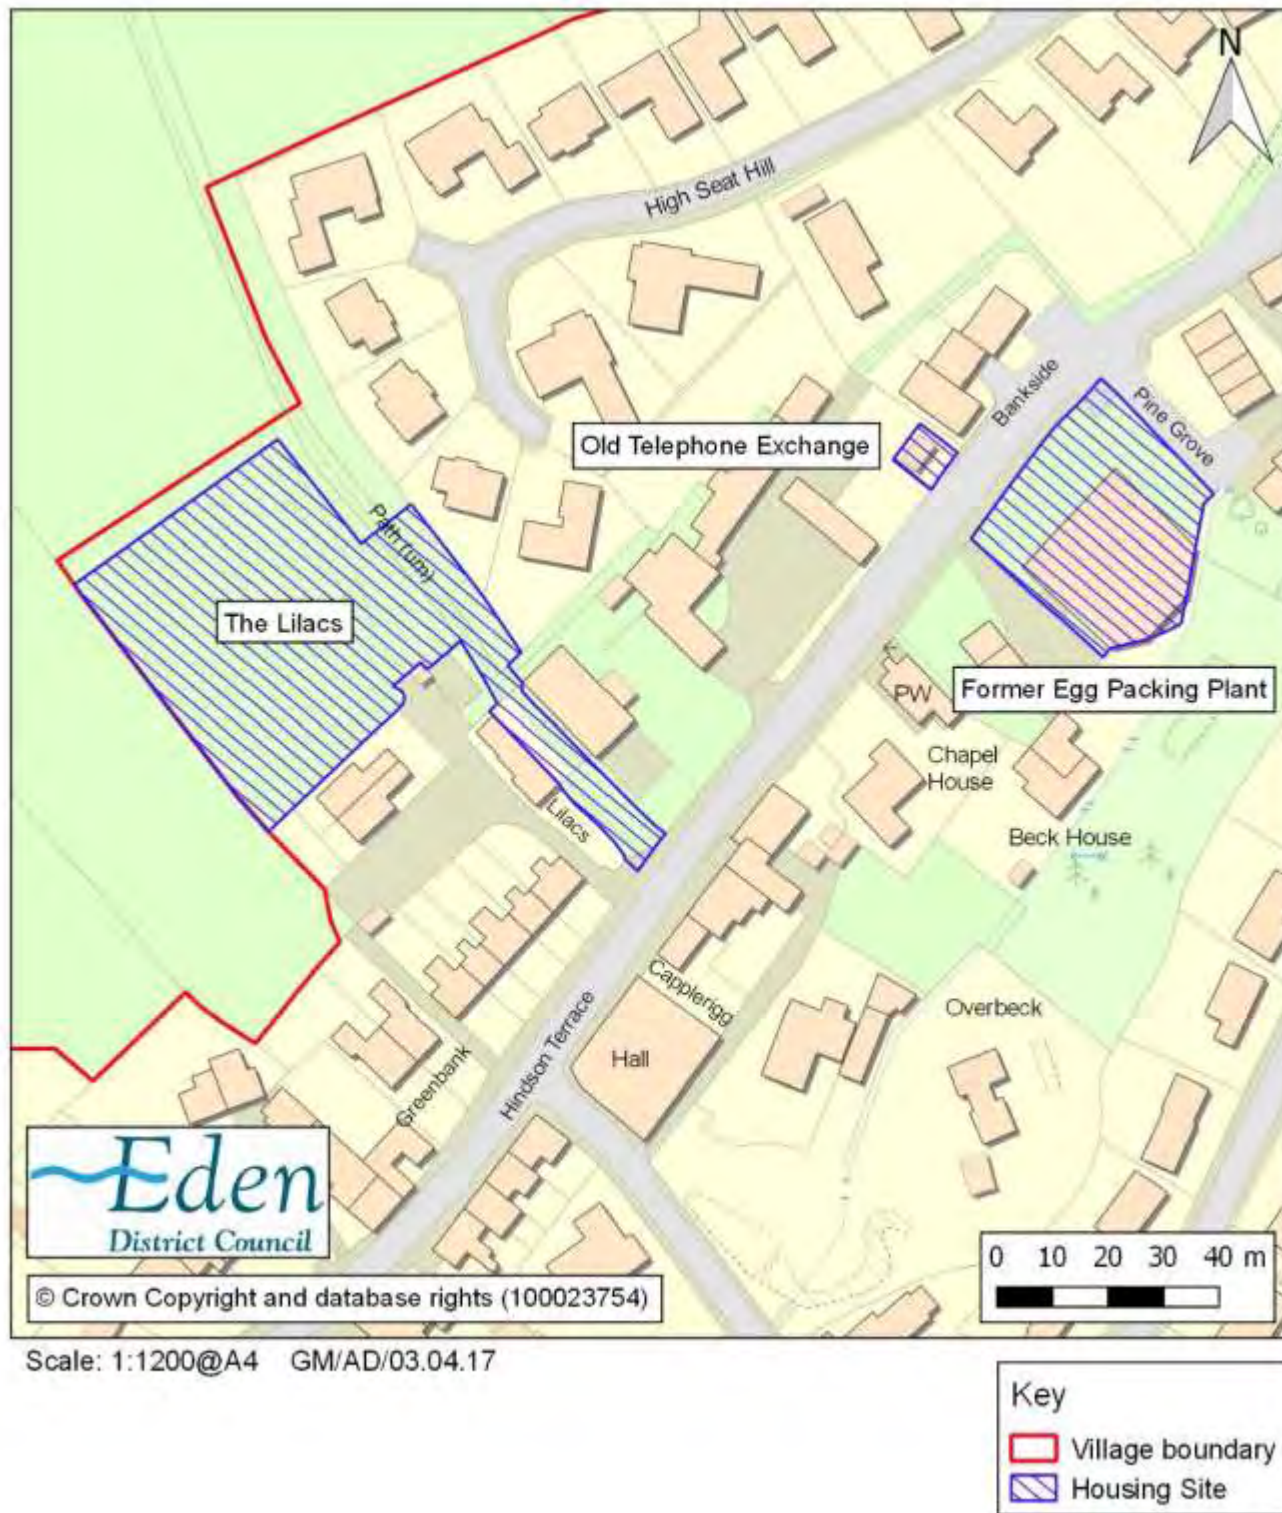 N
High Seat Hill
Bankside
Pine Grove
Old Telephone Exchange
Path (um)
The Lilacs
PW
Former Egg Packing Plant
Chapel
House
Lilacs
Beck House
Capplerigg
Overbeck
Hindson Terrace
Hall
Greenbank
Eden
District Council
0 10 20 30 40 m
© Crown Copyright and database rights (100023754)
Scale: 1:1200@A4 GM/AD/03.04.17
Key
Village boundary
Housing Site